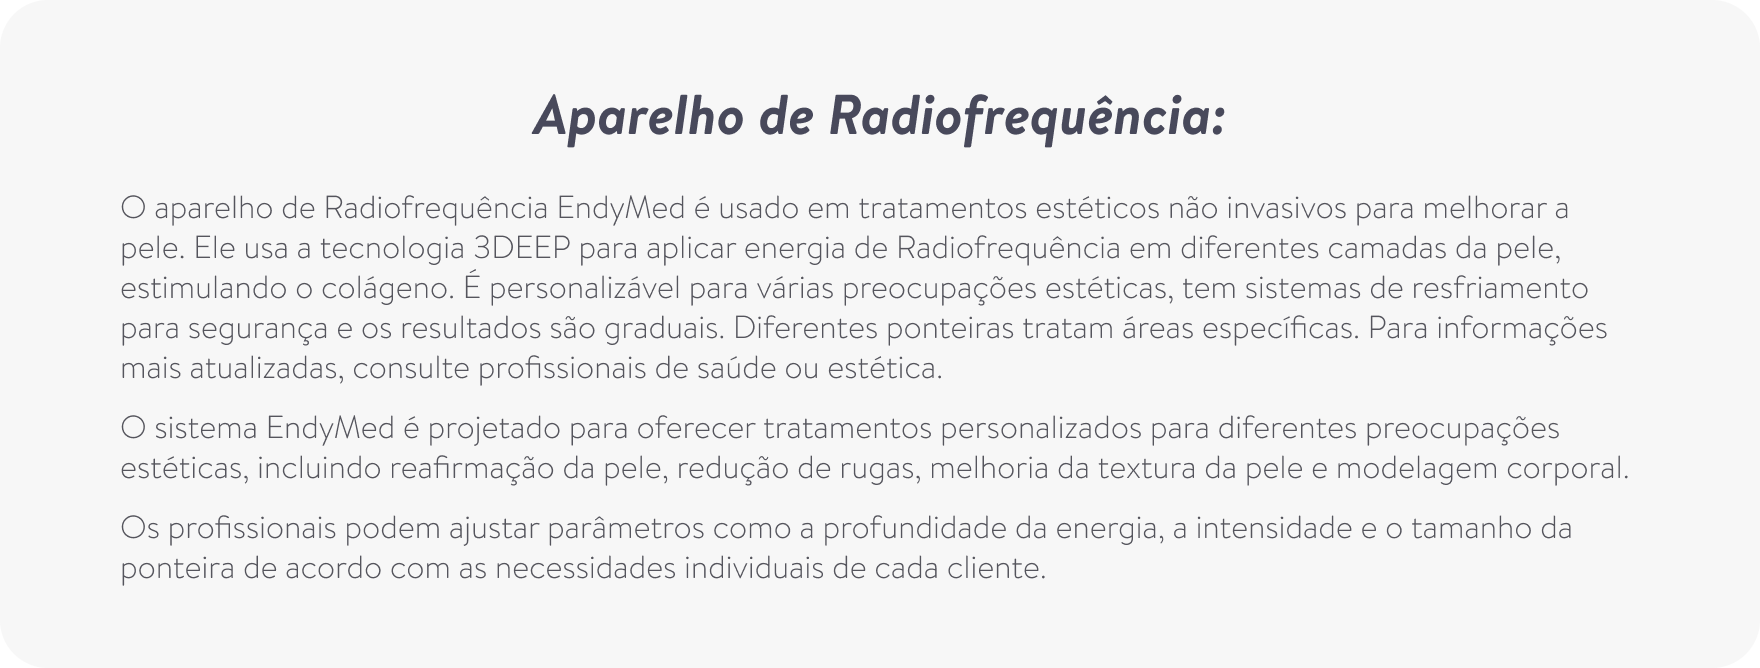 Aparelho de Radiofrequência:
O aparelho de Radiofrequência EndyMed é usado em tratamentos estéticos não invasivos para melhorar a
pele. Ele usa a tecnologia 3DEEP para aplicar energia de Radiofrequência em diferentes camadas da pele,
estimulando o colágeno. É personalizável para várias preocupações estéticas, tem sistemas de resfriamento
para segurança e os resultados são graduais. Diferentes ponteiras tratam áreas específicas. Para informações
mais atualizadas, consulte profissionais de saúde ou estética.
O sistema EndyMed é projetado para oferecer tratamentos personalizados para diferentes preocupações
estéticas, incluindo reafirmação da pele, redução de rugas, melhoria da textura da pele e modelagem corporal.
Os profissionais podem ajustar parâmetros como a profundidade da energia, a intensidade e o tamanho da
ponteira de acordo com as necessidades individuais de cada cliente.